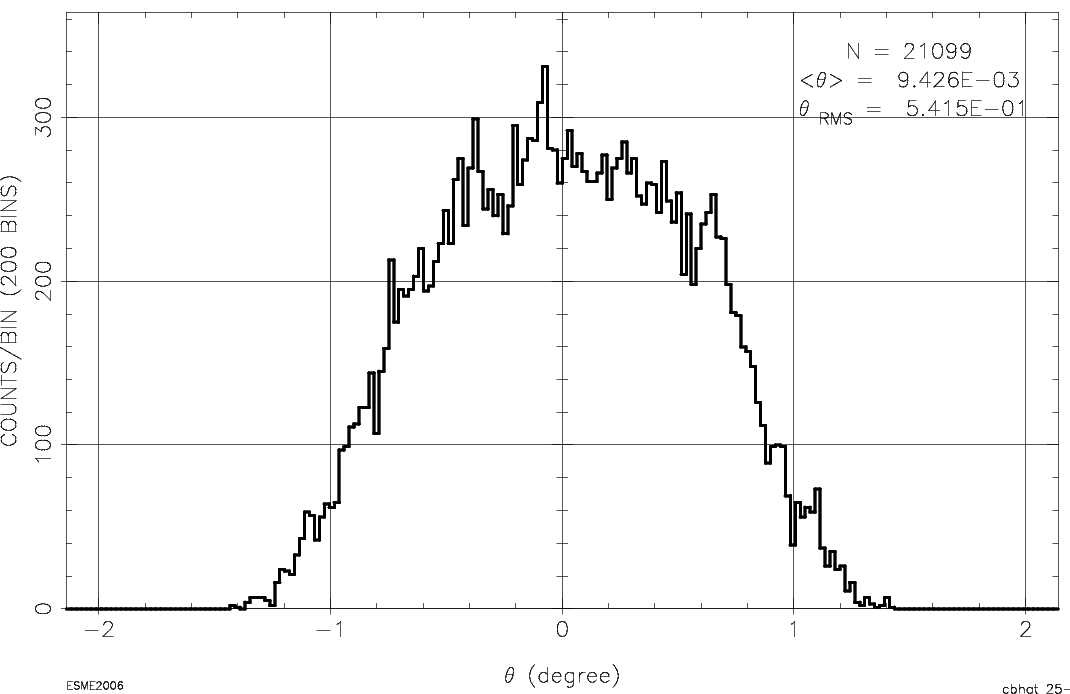 N = 21099
<θ> = 9.426E−03
θ RMS = 5.415E−01
COUNTS/BIN (200 BINS)
300
200
100
0
−2 −1 0 1 2
θ (degree)
ESME2006
cbhat 25-